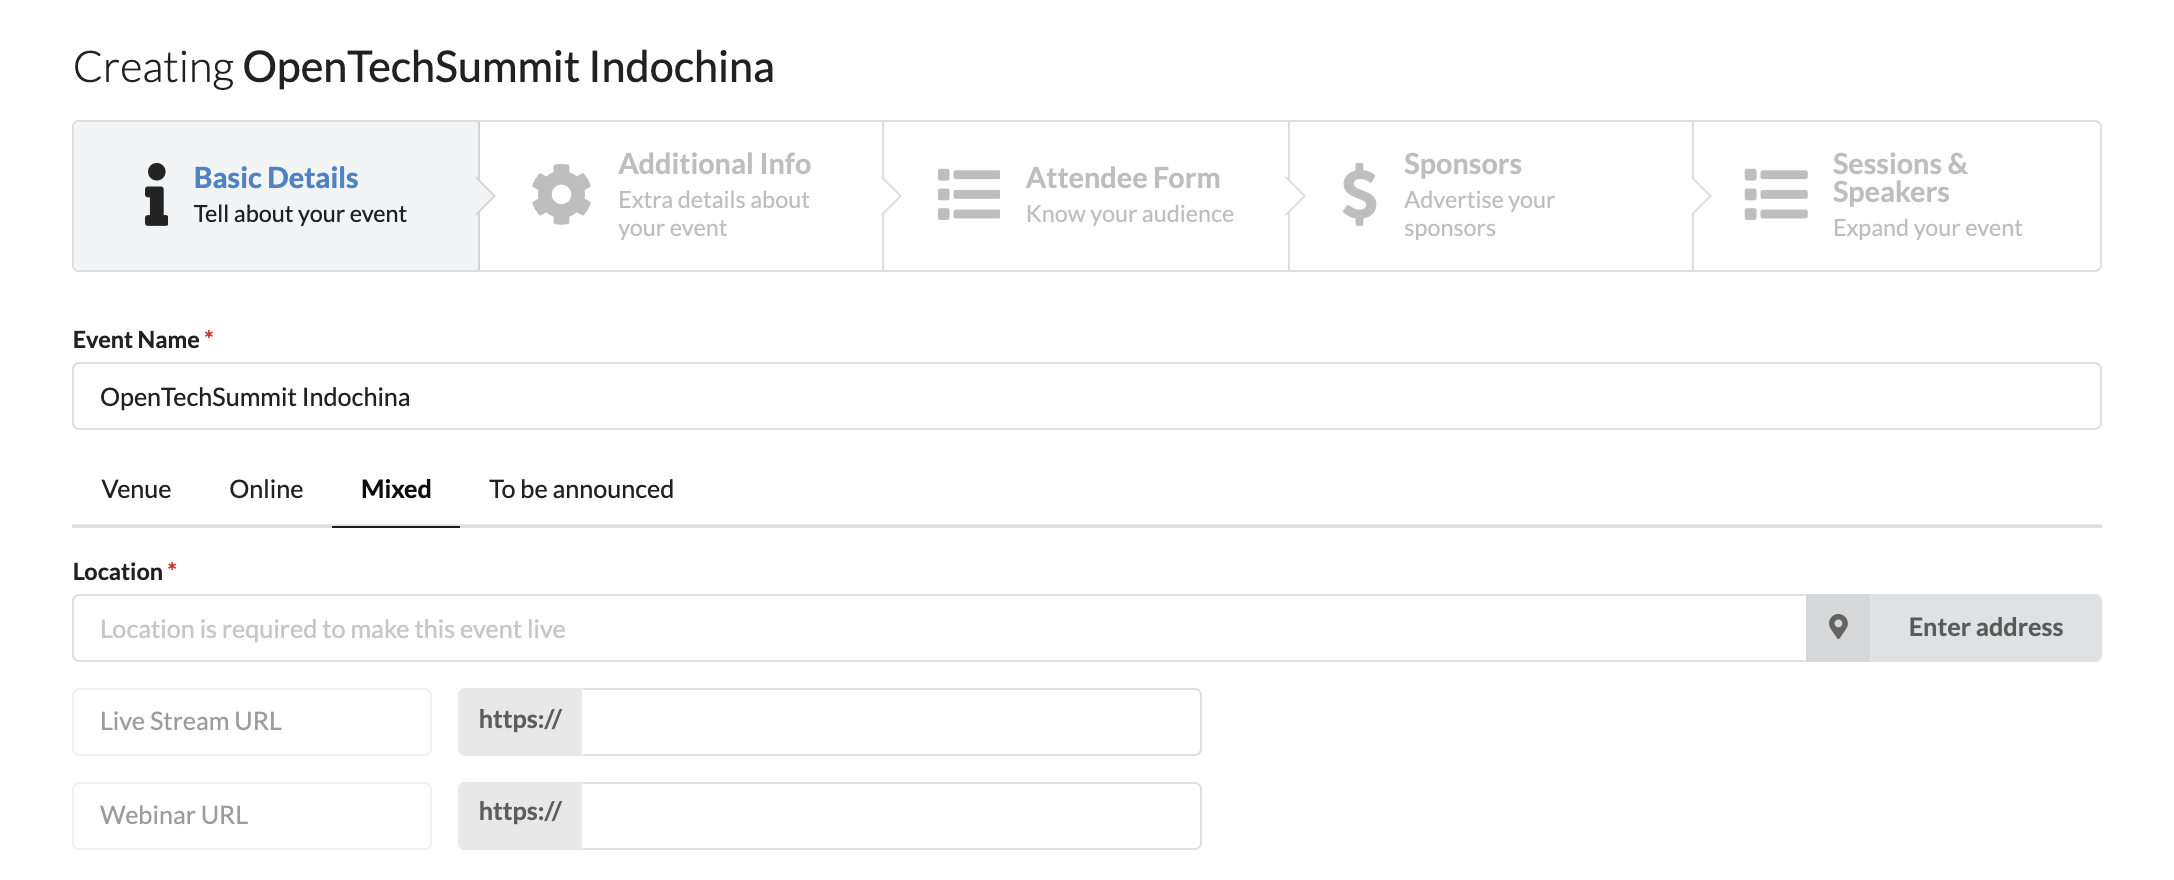 Creating OpenTechSummit Indochina
Basic Details
Tell about your event
Additional Info
Extra details about
your event
Attendee Form
Know your audience
Sponsors
Advertise your
sponsors
Sessions &
Speakers
Expand your event
Event Name *
OpenTechSummit Indochina
Venue Online Mixed To be announced
Location *
Location is required to make this event live Enter address
Live Stream URL https://
Webinar URL https://